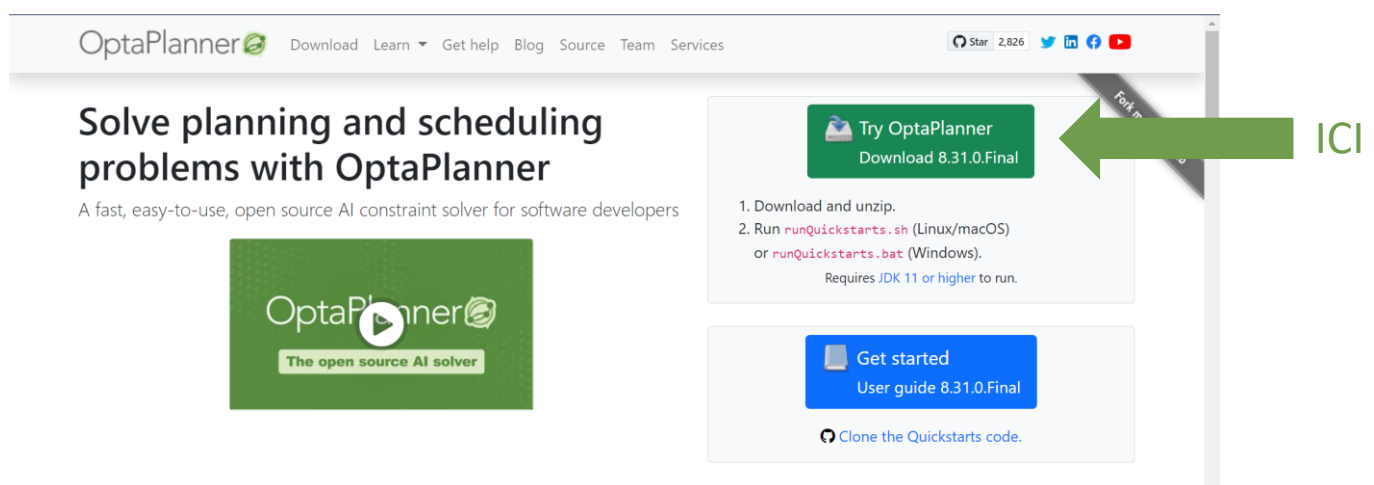 OptaPlanner Download Learn Get help Blog Source Team Services Star 2,826
Solve planning and scheduling
problems with OptaPlanner
A fast, easy-to-use, open source AI constraint solver for software developers
OptaPlanner
The open source AI solver
Fork m
Try OptaPlanner
Download 8.31.0.Final
ICI
1. Download and unzip.
2. Run runQuickstarts.sh (Linux/macOS)
or runQuickstarts.bat (Windows).
Requires JDK 11 or higher to run.
Get started
User guide 8.31.0.Final
Clone the Quickstarts code.